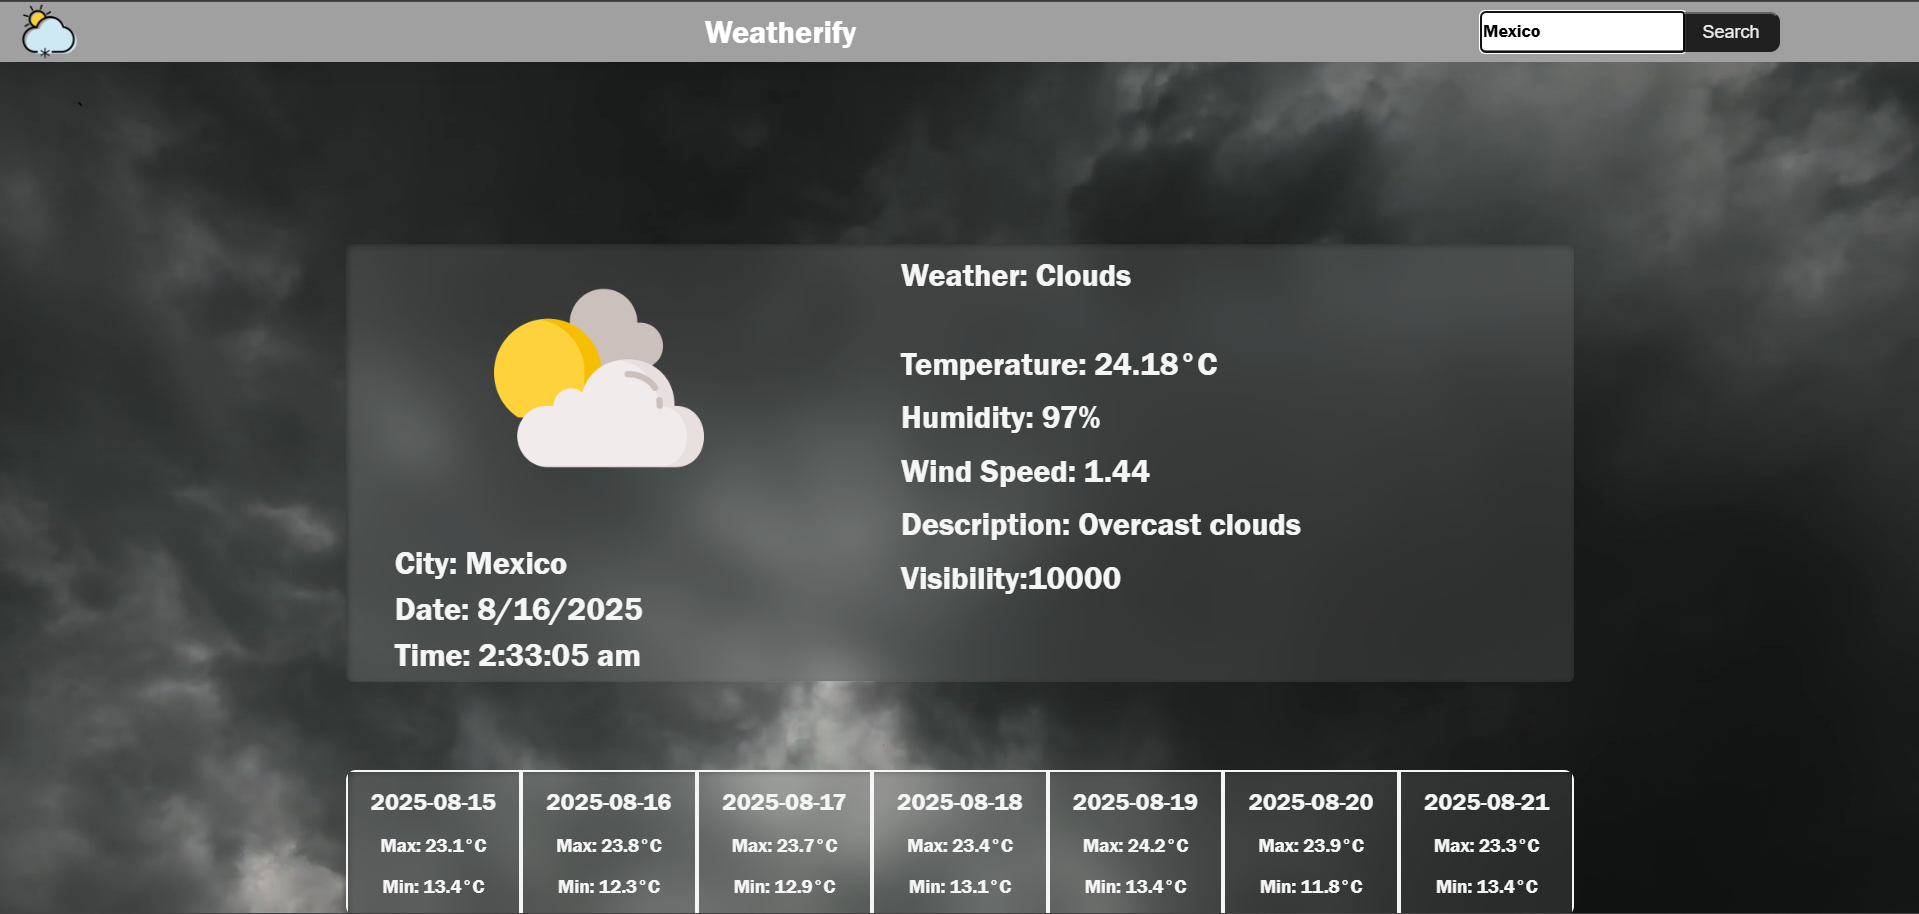 Weatherify
Mexico
Search
Weather: Clouds
Temperature: 24.18°C
Humidity: 97%
Wind Speed: 1.44
Description: Overcast clouds
Visibility:10000
City: Mexico
Date: 8/16/2025
Time: 2:33:05 am
2025-08-15
Max: 23.1°C
Min: 13.4°C
2025-08-16
Max: 23.8°C
Min: 12.3°C
2025-08-17
Max: 23.7°C
Min: 12.9°C
2025-08-18
Max: 23.4°C
Min: 13.1°C
2025-08-19
Max: 24.2°C
Min: 13.4°C
2025-08-20
Max: 23.9°C
Min: 11.8°C
2025-08-21
Max: 23.3°C
Min: 13.4°C